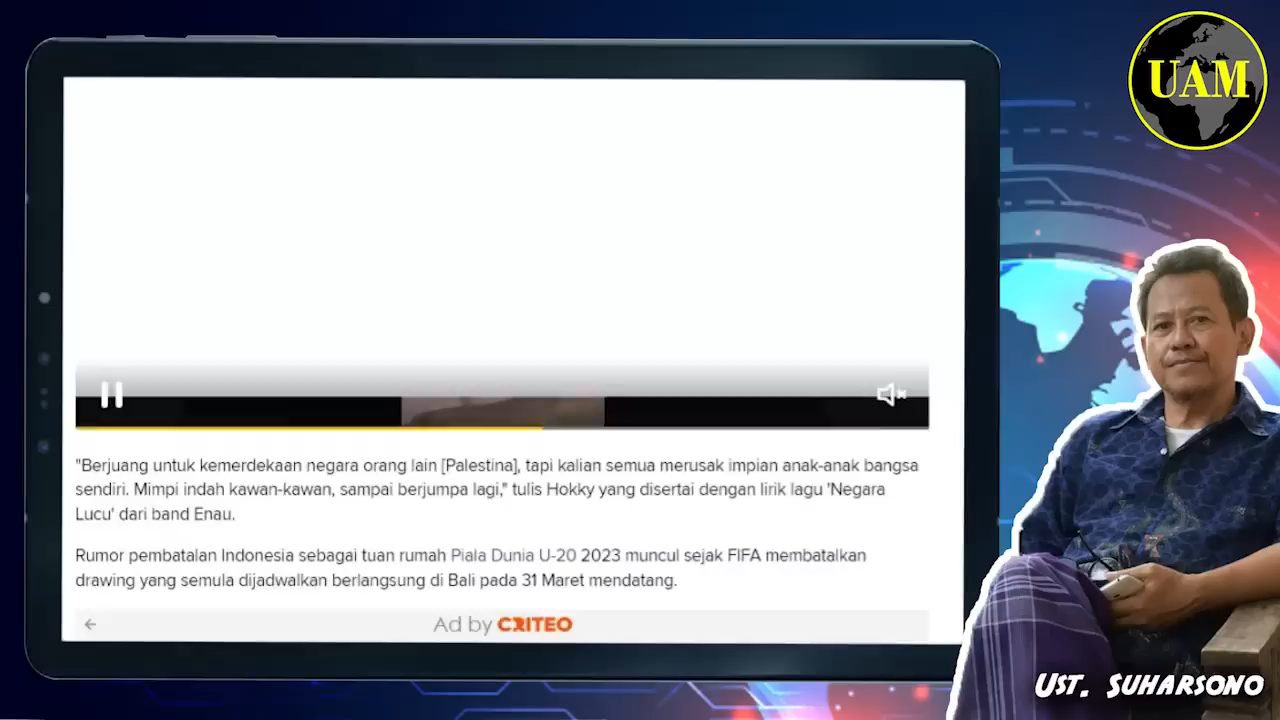 UAM
"Berjuang untuk kemerdekaan negara orang lain [Palestina], tapi kalian semua merusak impian anak-anak bangsa
sendiri. Mimpi indah kawan-kawan, sampai berjumpa lagi," tulis Hokky yang disertai dengan lirik lagu 'Negara
Lucu' dari band Enau.
Rumor pembatalan Indonesia sebagai tuan rumah Piala Dunia U-20 2023 muncul sejak FIFA membatalkan
drawing yang semula dijadwalkan berlangsung di Bali pada 31 Maret mendatang.
Ad by CRITEO
UST. SUHARSONO